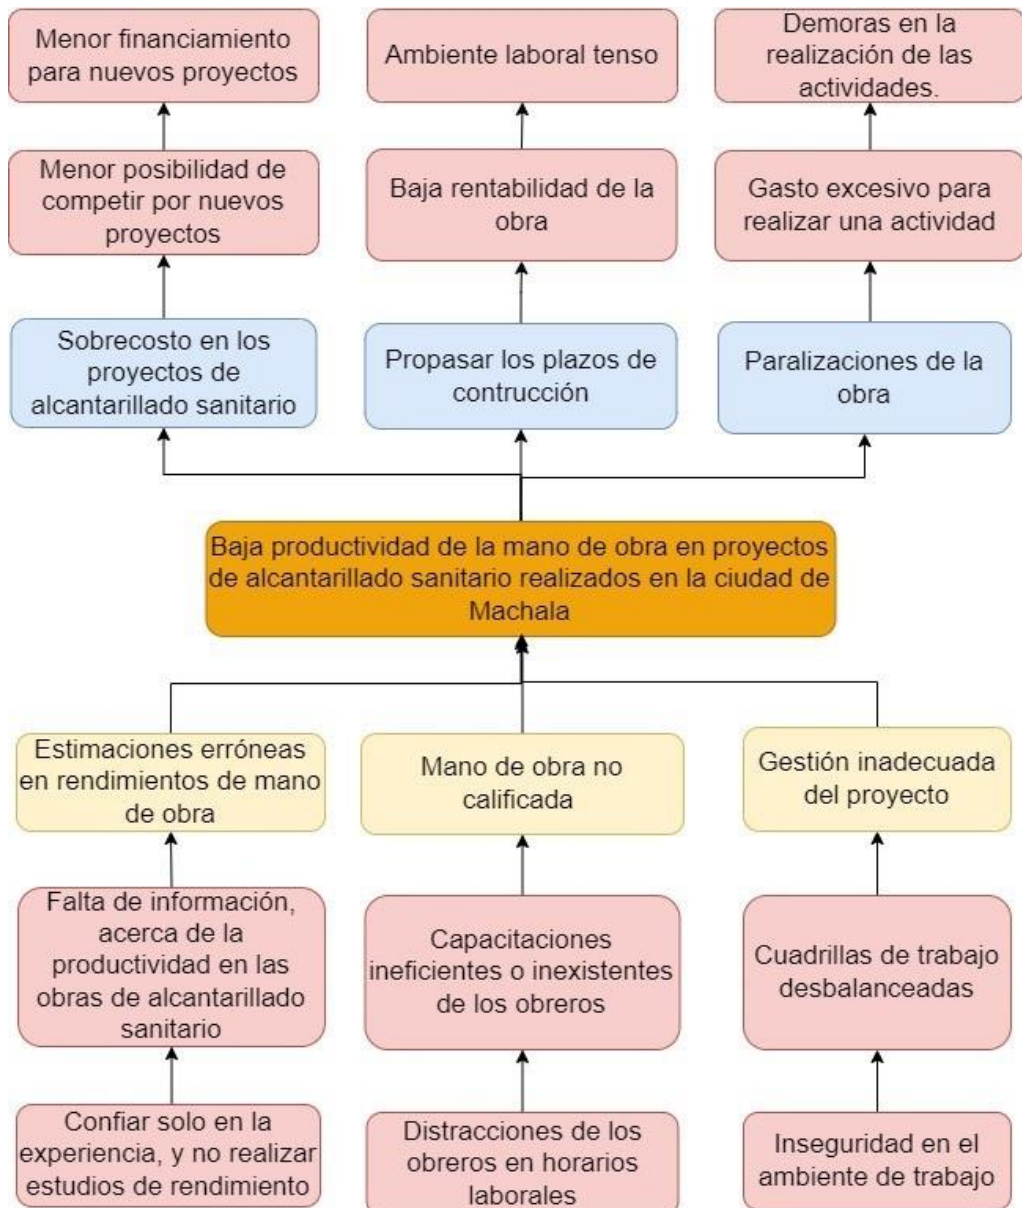 Menor financiamiento
para nuevos proyectos
Ambiente laboral tenso
Demoras en la
realización de las
actividades.
Menor posibilidad de
competir por nuevos
proyectos
Baja rentabilidad de la
obra
Gasto excesivo para
realizar una actividad
Sobrecosto en los
proyectos de
alcantarillado sanitario
Propasar los plazos de
contrucción
Paralizaciones de la
obra
Baja productividad de la mano de obra en proyectos
de alcantarillado sanitario realizados en la ciudad de
Machala
Estimaciones erróneas
en rendimientos de mano
de obra
Mano de obra no
calificada
Gestión inadecuada
del proyecto
Falta de información,
acerca de la
productividad en las
obras de alcantarillado
sanitario
Capacitaciones
ineficientes o inexistentes
de los obreros
Cuadrillas de trabajo
desbalanceadas
Confiar solo en la
experiencia, y no realizar
estudios de rendimiento
Distracciones de los
obreros en horarios
laborales
Inseguridad en el
ambiente de trabajo